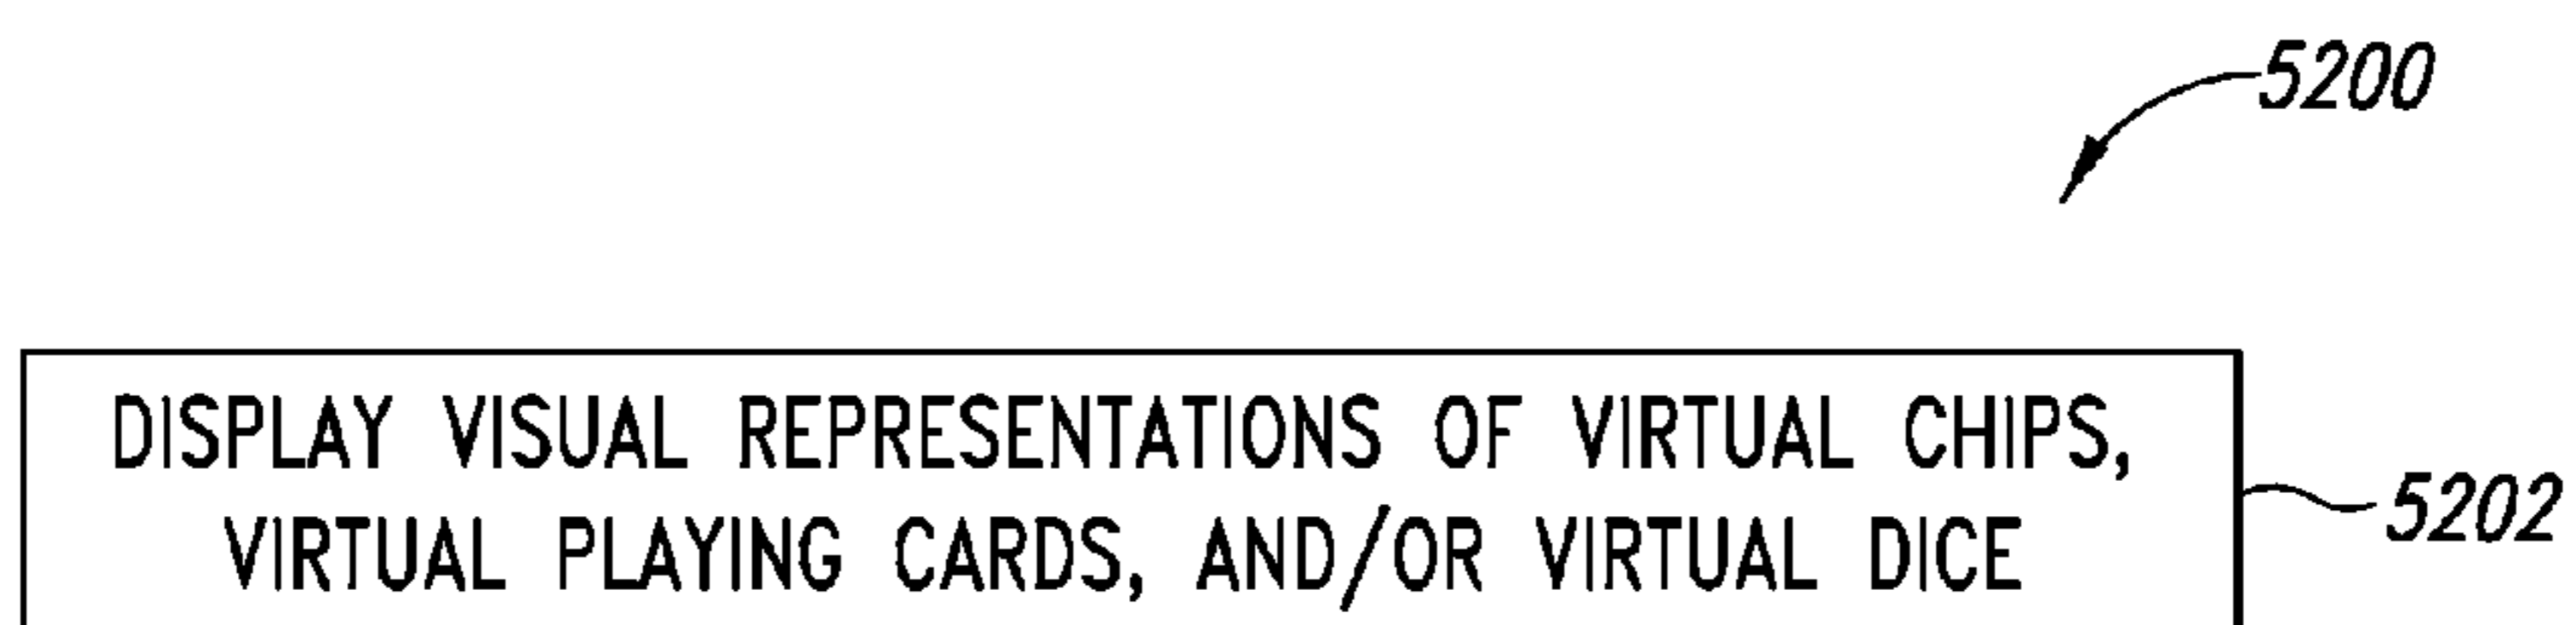 5200
DISPLAY VISUAL REPRESENTATIONS OF VIRTUAL CHIPS,
VIRTUAL PLAYING CARDS, AND/OR VIRTUAL DICE
5202